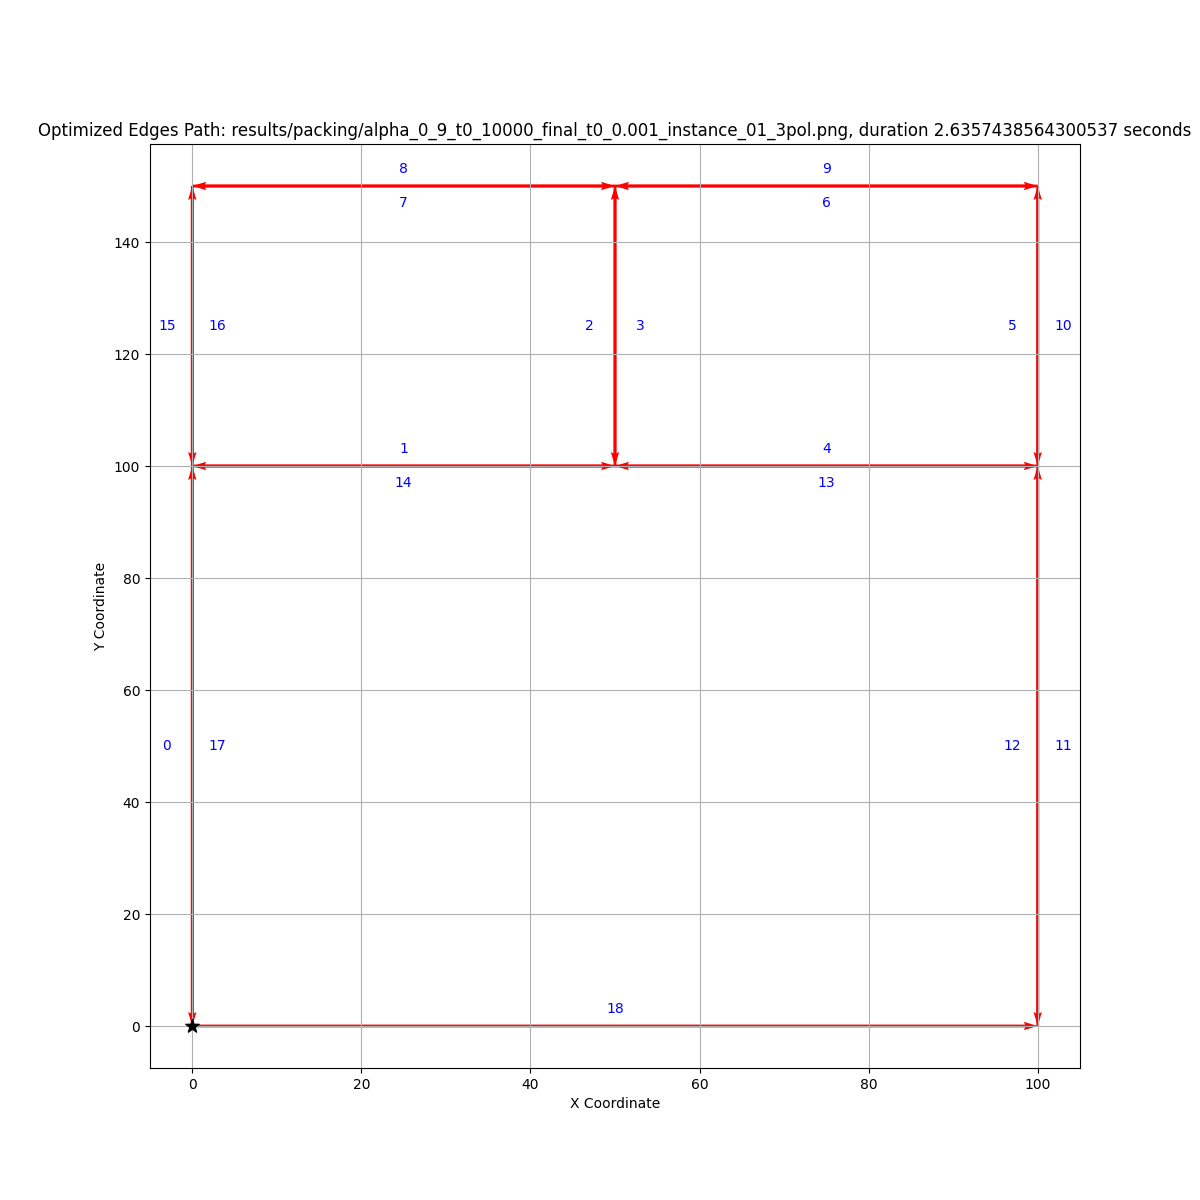 Optimized Edges Path: results/packing/alpha_0_9_t0_10000_final_t0_0.001_instance_01_3pol.png, duration 2.6357438564300537 seconds
8 9
7 6
140
15 16 2 3 5 10
120
1 4
100
14 13
80
Y Coordinate
60
0 17 12 11
40
20
18
0
0 20 40 60 80 100
X Coordinate